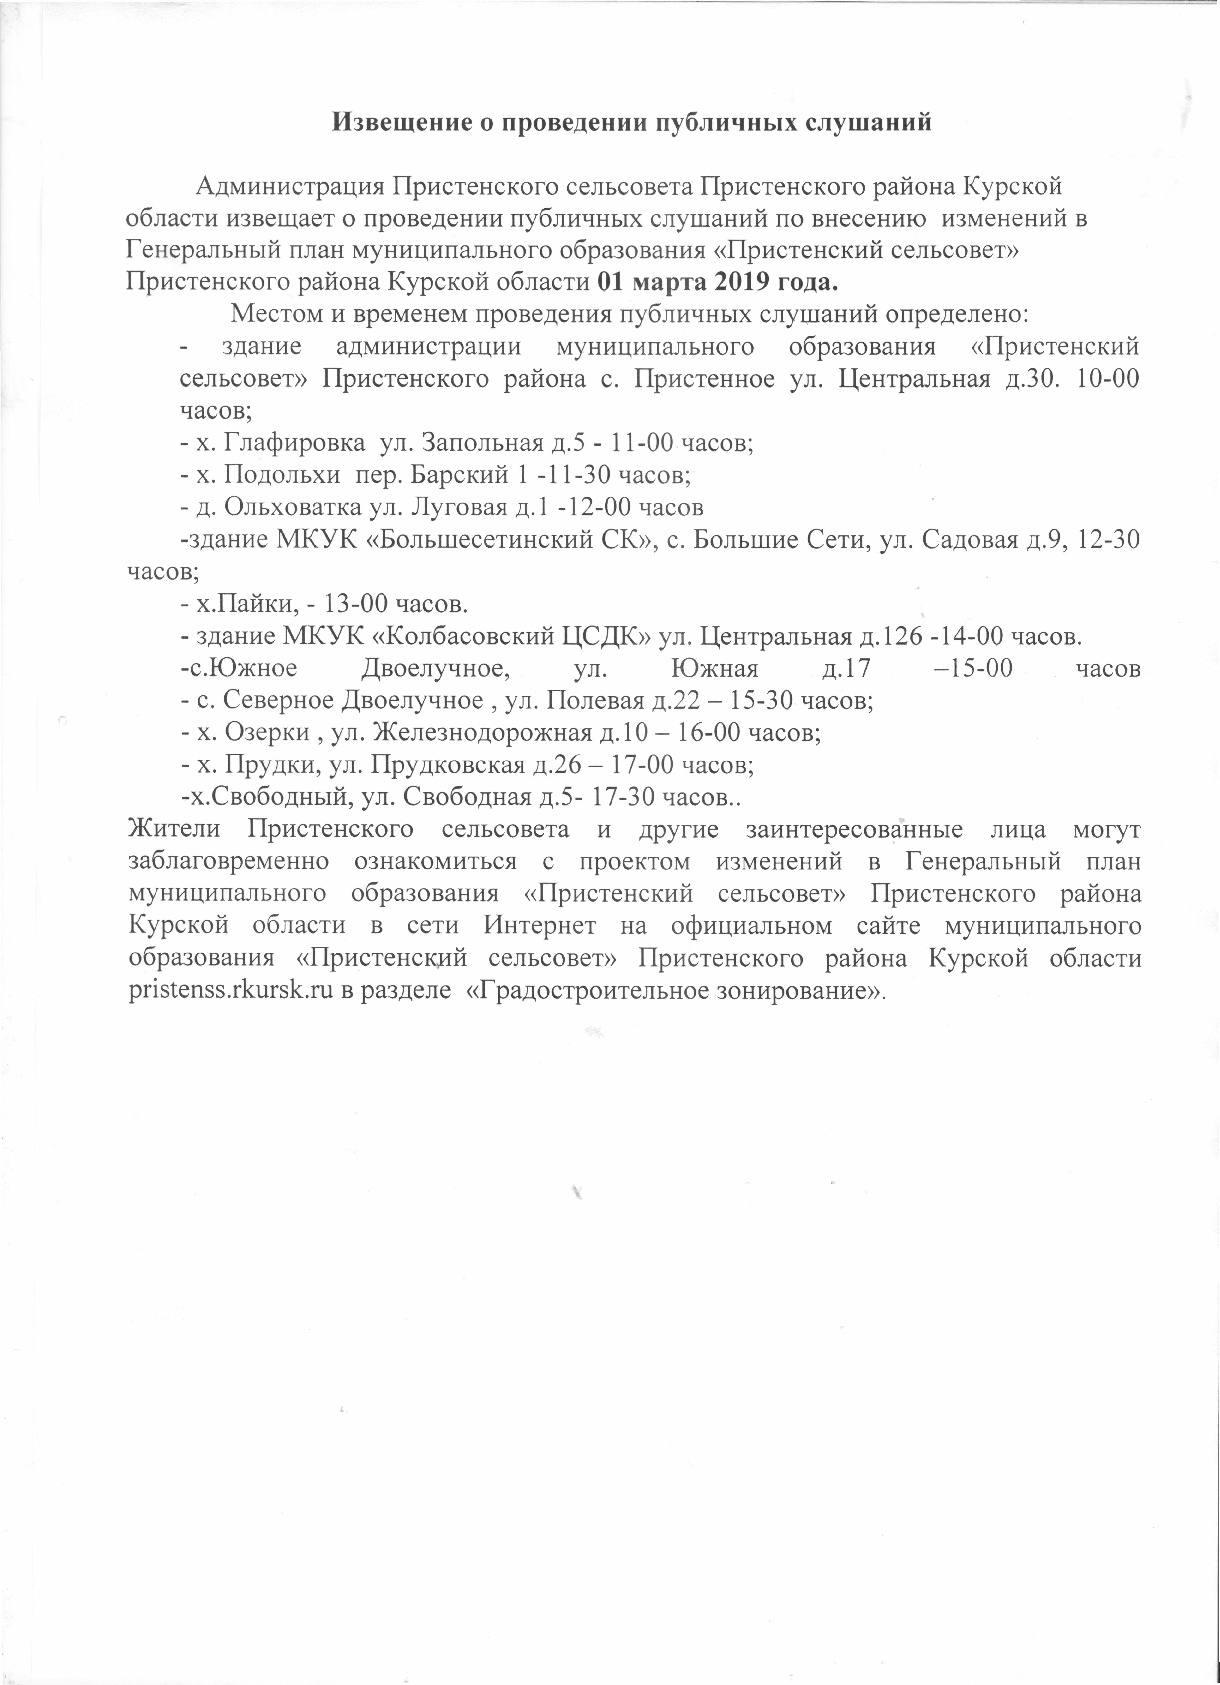 Извещение о проведении публичных слушаний
Администрация Пристенского сельсовета Пристенского района Курской
области извещает о проведении публичных слушаний по внесению изменений в
Генеральный план муниципального образования «Пристенский сельсовет»
Пристенского района Курской области 01 марта 2019 года.
Местом и временем проведения публичных слушаний определено:
- здание администрации муниципального образования «Пристенский
сельсовет» Пристенского района с. Пристенное ул. Центральная д.30. 10-00
часов;
- х. Глафировка ул. Запольная д.5 - 11-00 часов;
- х. Подольхи пер. Барский 1 -11-30 часов;
- д. Ольховатка ул. Луговая д.1 -12-00 часов
-здание МКУК «Большесетинский СК», с. Большие Сети, ул. Садовая д.9, 12-30
часов;
- х.Пайки, - 13-00 часов.
- здание МКУК «Колбасовский ЦСДК» ул. Центральная д.126 -14-00 часов.
-с.Южное Двоелучное, ул. Южная д.17 –15-00 часов
- с. Северное Двоелучное , ул. Полевая д.22 – 15-30 часов;
- х. Озерки , ул. Железнодорожная д.10 – 16-00 часов;
- х. Прудки, ул. Прудковская д.26 – 17-00 часов;
-х.Свободный, ул. Свободная д.5- 17-30 часов..
Жители Пристенского сельсовета и другие заинтересованные лица могут
заблаговременно ознакомиться с проектом изменений в Генеральный план
муниципального образования «Пристенский сельсовет» Пристенского района
Курской области в сети Интернет на официальном сайте муниципального
образования «Пристенский сельсовет» Пристенского района Курской области
pristenss.rkursk.ru в разделе «Градостроительное зонирование».